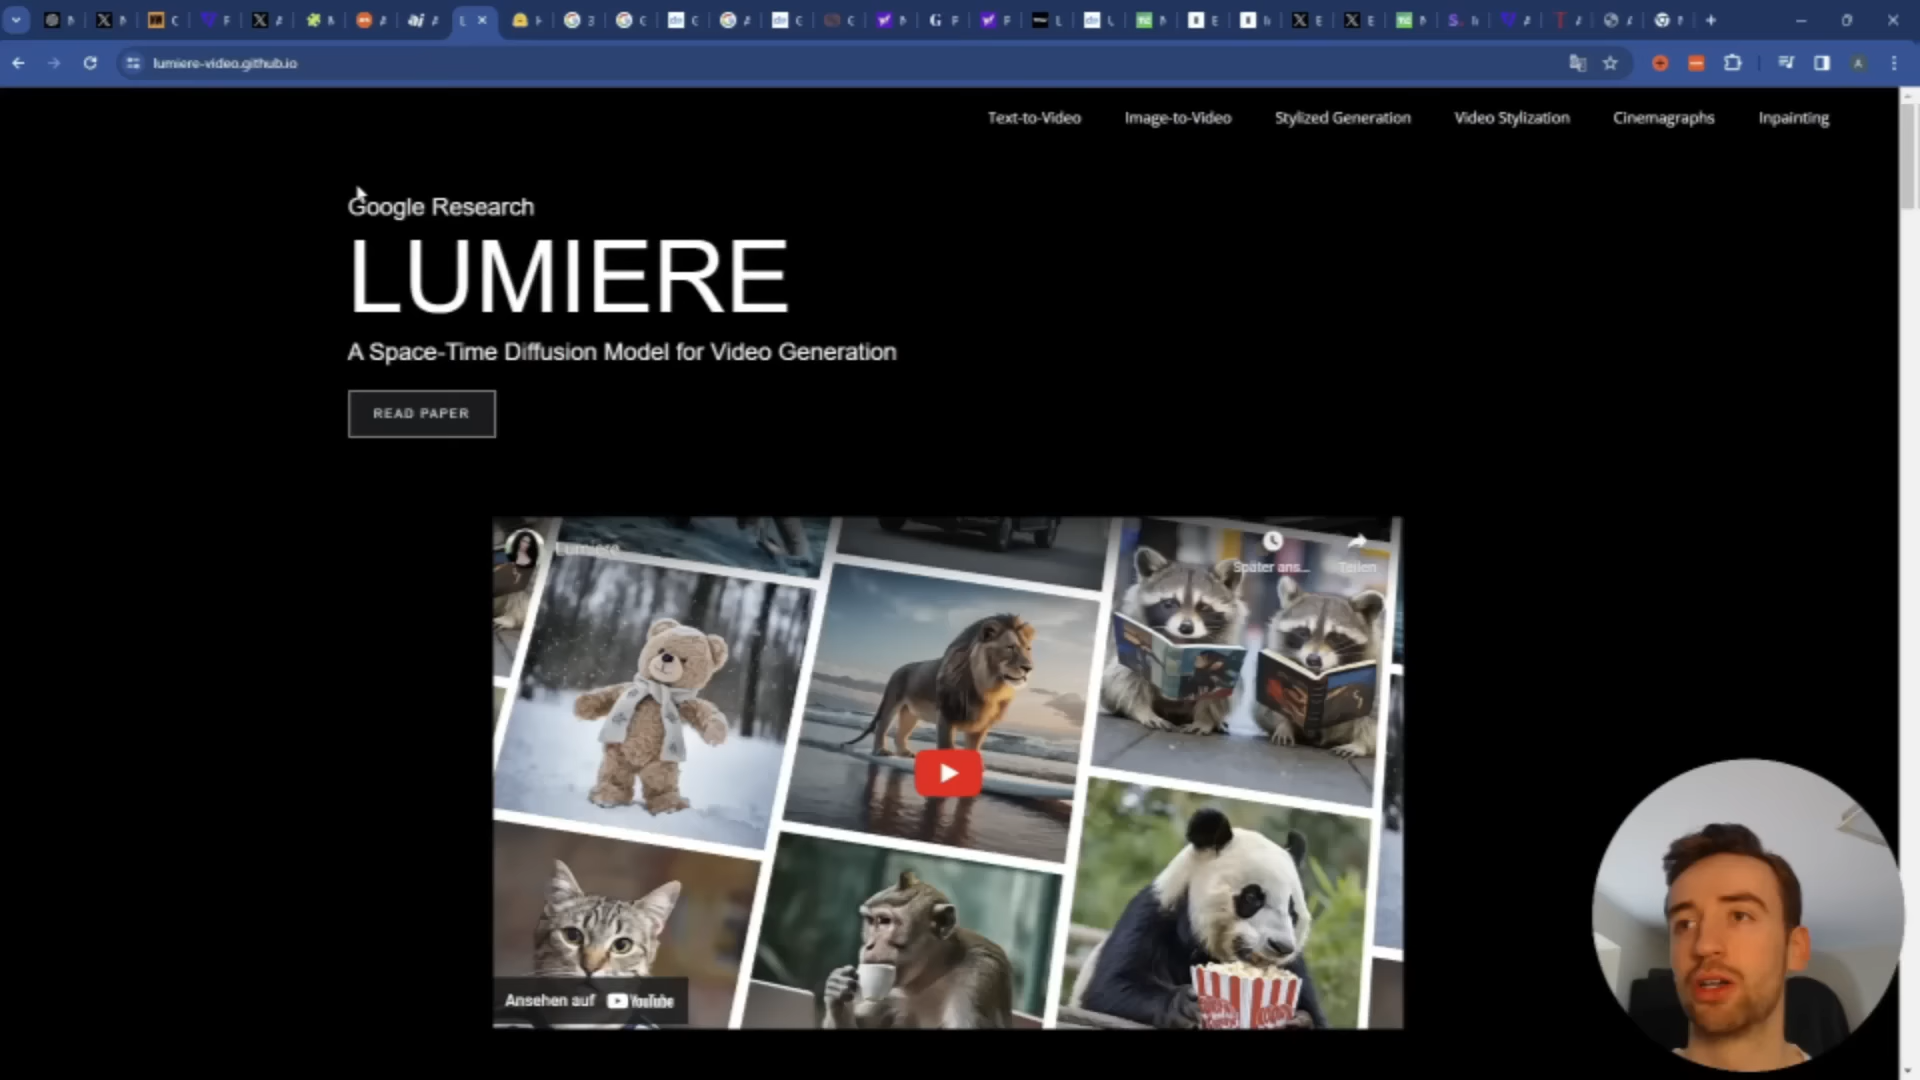 lumiere-video.github.io
Text-to-Video Image-to-Video Stylized Generation Video Stylization Cinemagraphs Inpainting
Google Research
LUMIERE
A Space-Time Diffusion Model for Video Generation
READ PAPER
Lumiere
Später ans...
Teilen
Ansehen auf YouTube